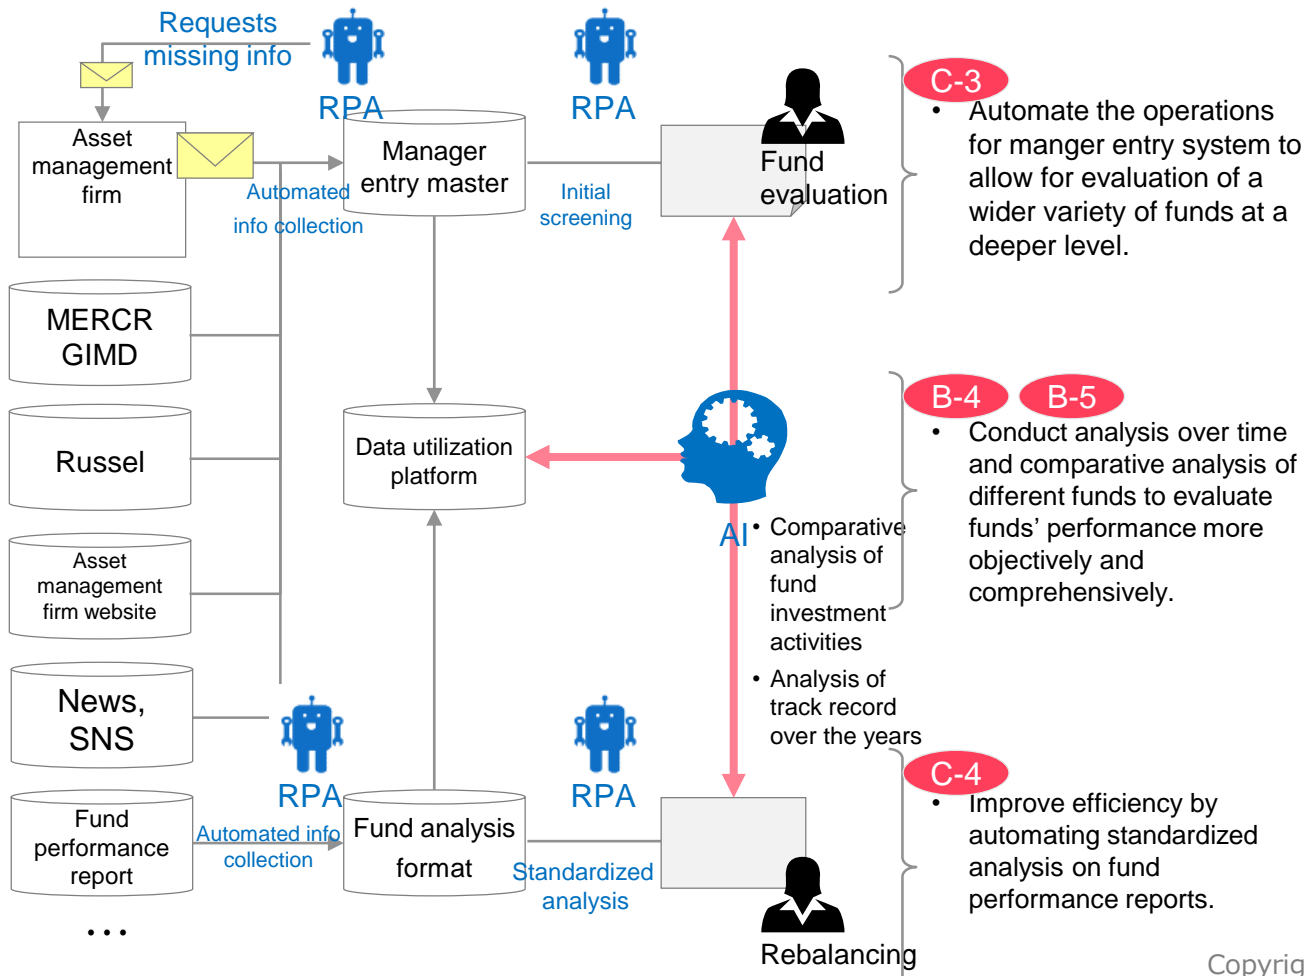 Requests
missing info
RPA
RPA
Asset
management
firm
Automated
info collection
Manager
entry master
Initial
screening
Fund
evaluation
C-3
• Automate the operations
for manger entry system to
allow for evaluation of a
wider variety of funds at a
deeper level.
MERCR
GIMD
Russel
Asset
management
firm website
News,
SNS
Data utilization
platform
AI
• Comparative
analysis of
fund
investment
activities
• Analysis of
track record
over the years
B-4
B-5
• Conduct analysis over time
and comparative analysis of
different funds to evaluate
funds’ performance more
objectively and
comprehensively.
RPA
RPA
Fund
performance
report
Automated info
collection
Fund analysis
format
Standardized
analysis
Rebalancing
C-4
• Improve efficiency by
automating standardized
analysis on fund
performance reports.
...
Copyrig